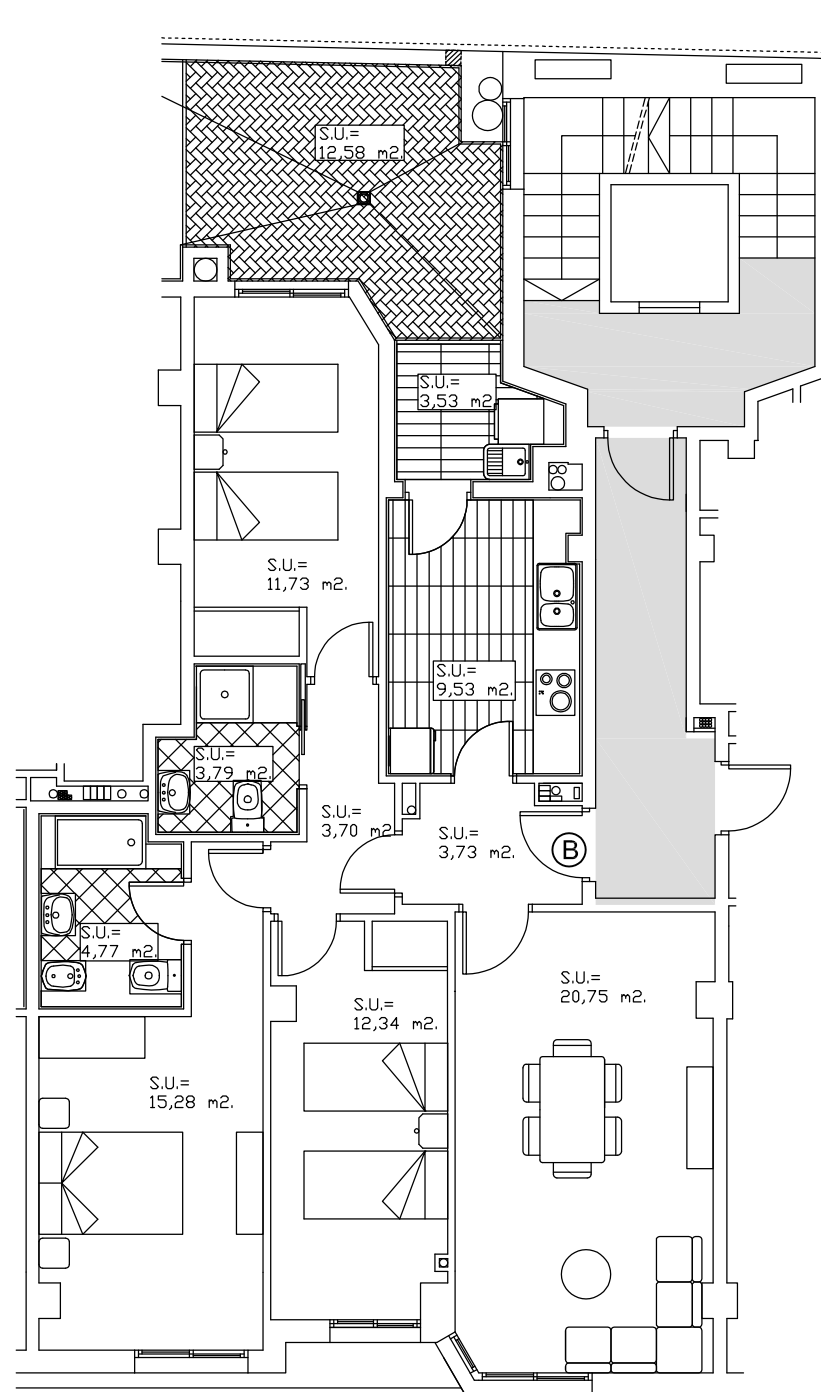 S.U.=
12,58 m2.
S.U.=
3,53 m2.
S.U.=
11,73 m2.
S.U.=
9,53 m2.
S.U.=
3,79 m2.
S.U.=
3,70 m2.
S.U.=
3,73 m2.
B
S.U.=
4,77 m2.
S.U.=
20,75 m2.
S.U.=
12,34 m2.
S.U.=
15,28 m2.